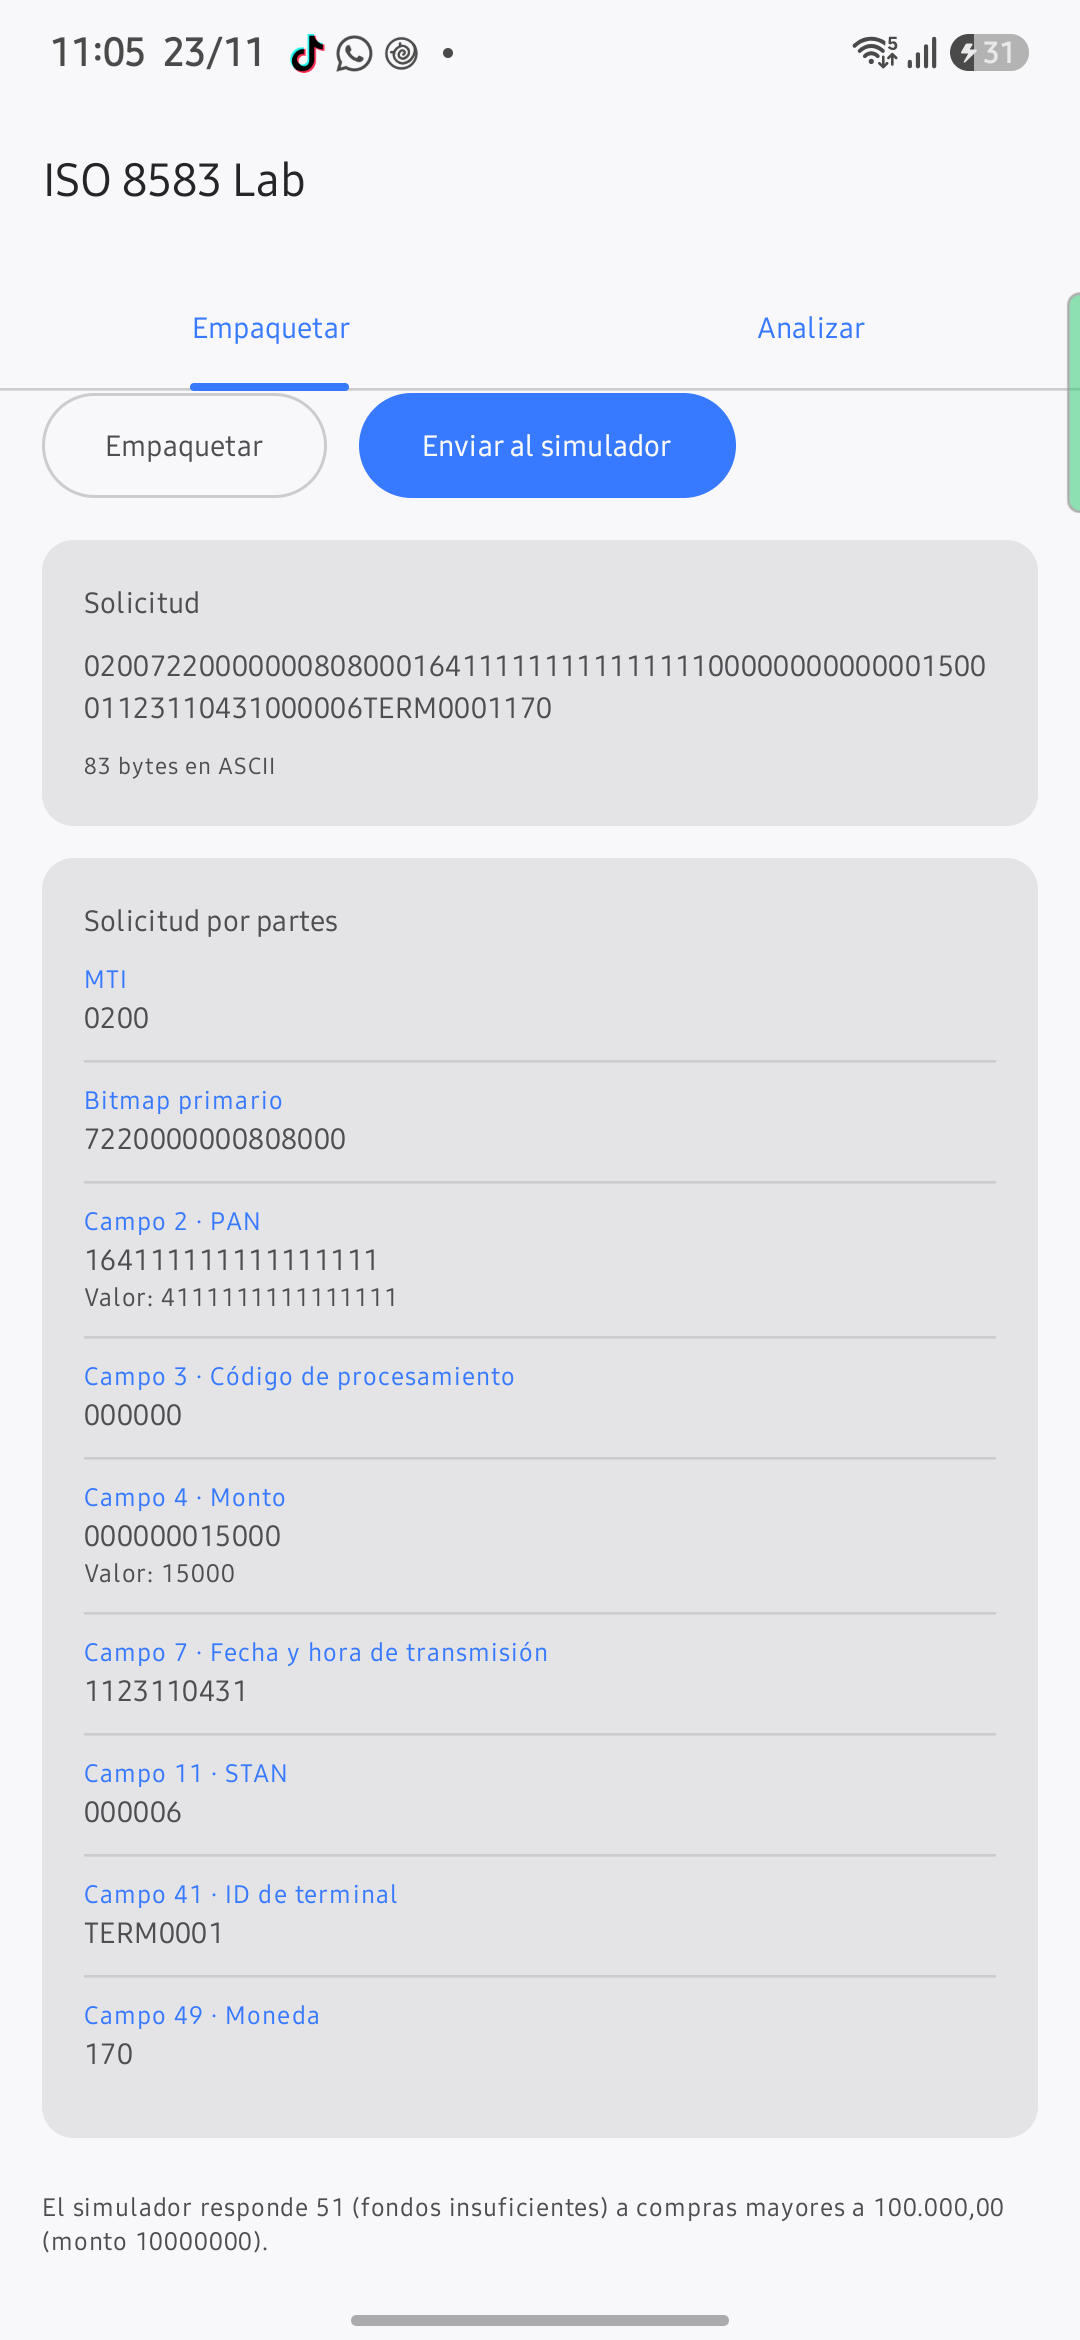 11:05 23/11
5
31
ISO 8583 Lab
Empaquetar
Analizar
Empaquetar
Enviar al simulador
Solicitud
0200722000000080800016411111111111111100000000000001500
01123110431000006TERM0001170
83 bytes en ASCII
Solicitud por partes
MTI
0200
Bitmap primario
7220000000808000
Campo 2 · PAN
164111111111111111
Valor: 4111111111111111
Campo 3 · Código de procesamiento
000000
Campo 4 · Monto
000000015000
Valor: 15000
Campo 7 · Fecha y hora de transmisión
1123110431
Campo 11 · STAN
000006
Campo 41 · ID de terminal
TERM0001
Campo 49 · Moneda
170
El simulador responde 51 (fondos insuficientes) a compras mayores a 100.000,00
(monto 10000000).